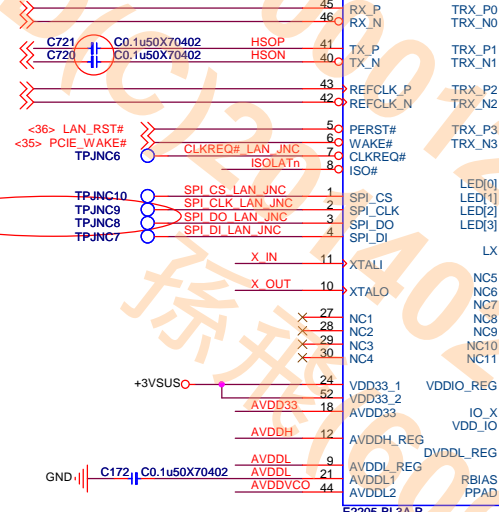 45 RX_P TRX_P0
46 RX_N TRX_N0
C721 C0.1u50X70402 HSOP 41 TX_P TRX_P1
C720 C0.1u50X70402 HSON 40 TX_N TRX_N1
43 REFCLK_P TRX_P2
42 REFCLK_N TRX_N2
<36> LAN_RST# 5 PERST# TRX_P3
<35> PCIE_WAKE# 6 WAKE# TRX_N3
TPJNC6 CLKREQ#_LAN_JNC 7 CLKREQ#
ISOLATn 8 ISO#
LED[0]
TPJNC10 SPI_CS_LAN_JNC 1 SPI_CS LED[1]
TPJNC9 SPI_CLK_LAN_JNC 2 SPI_CLK LED[2]
TPJNC8 SPI_DO_LAN_JNC 3 SPI_DO LED[3]
TPJNC7 SPI_DI_LAN_JNC 4 SPI_DI
LX
X_IN 11 XTALI
NC5
X_OUT 10 XTALO NC6
NC7
27 NC1 NC8
28 NC2 NC9
29 NC3 NC10
30 NC4 NC11
+3VSUS 24 VDD33_1 VDDIO_REG
52 VDD33_2
AVDD33 18 AVDD33 IO_X
VDD_IO
AVDDH 12 AVDDH_REG
DVDDL_REG
AVDDL 9 AVDDL_REG
GND C172 C0.1u50X70402 AVDDL 21 AVDDL1 RBIAS
AVDDVCO 44 AVDDL2 PPAD